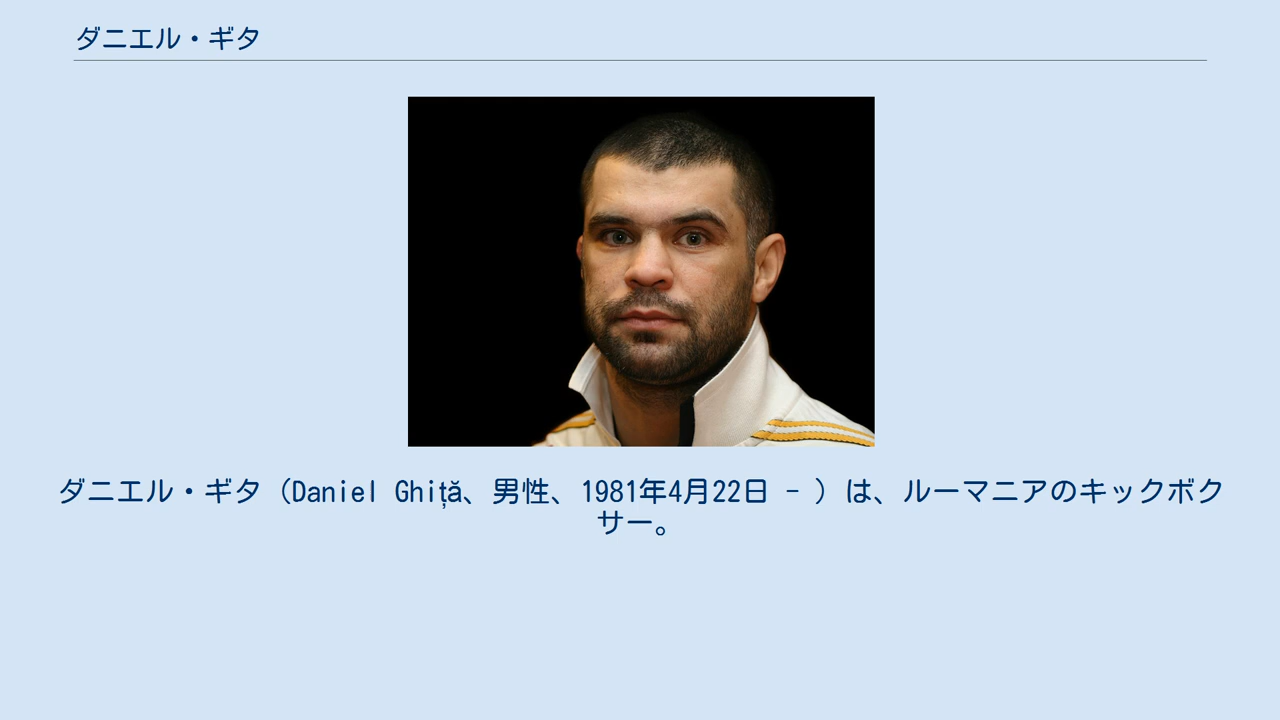 ダニエル・ギタ
ダニエル・ギタ（Daniel Ghiță、男性、1981年4月22日 - ）は、ルーマニアのキックボク
サー。